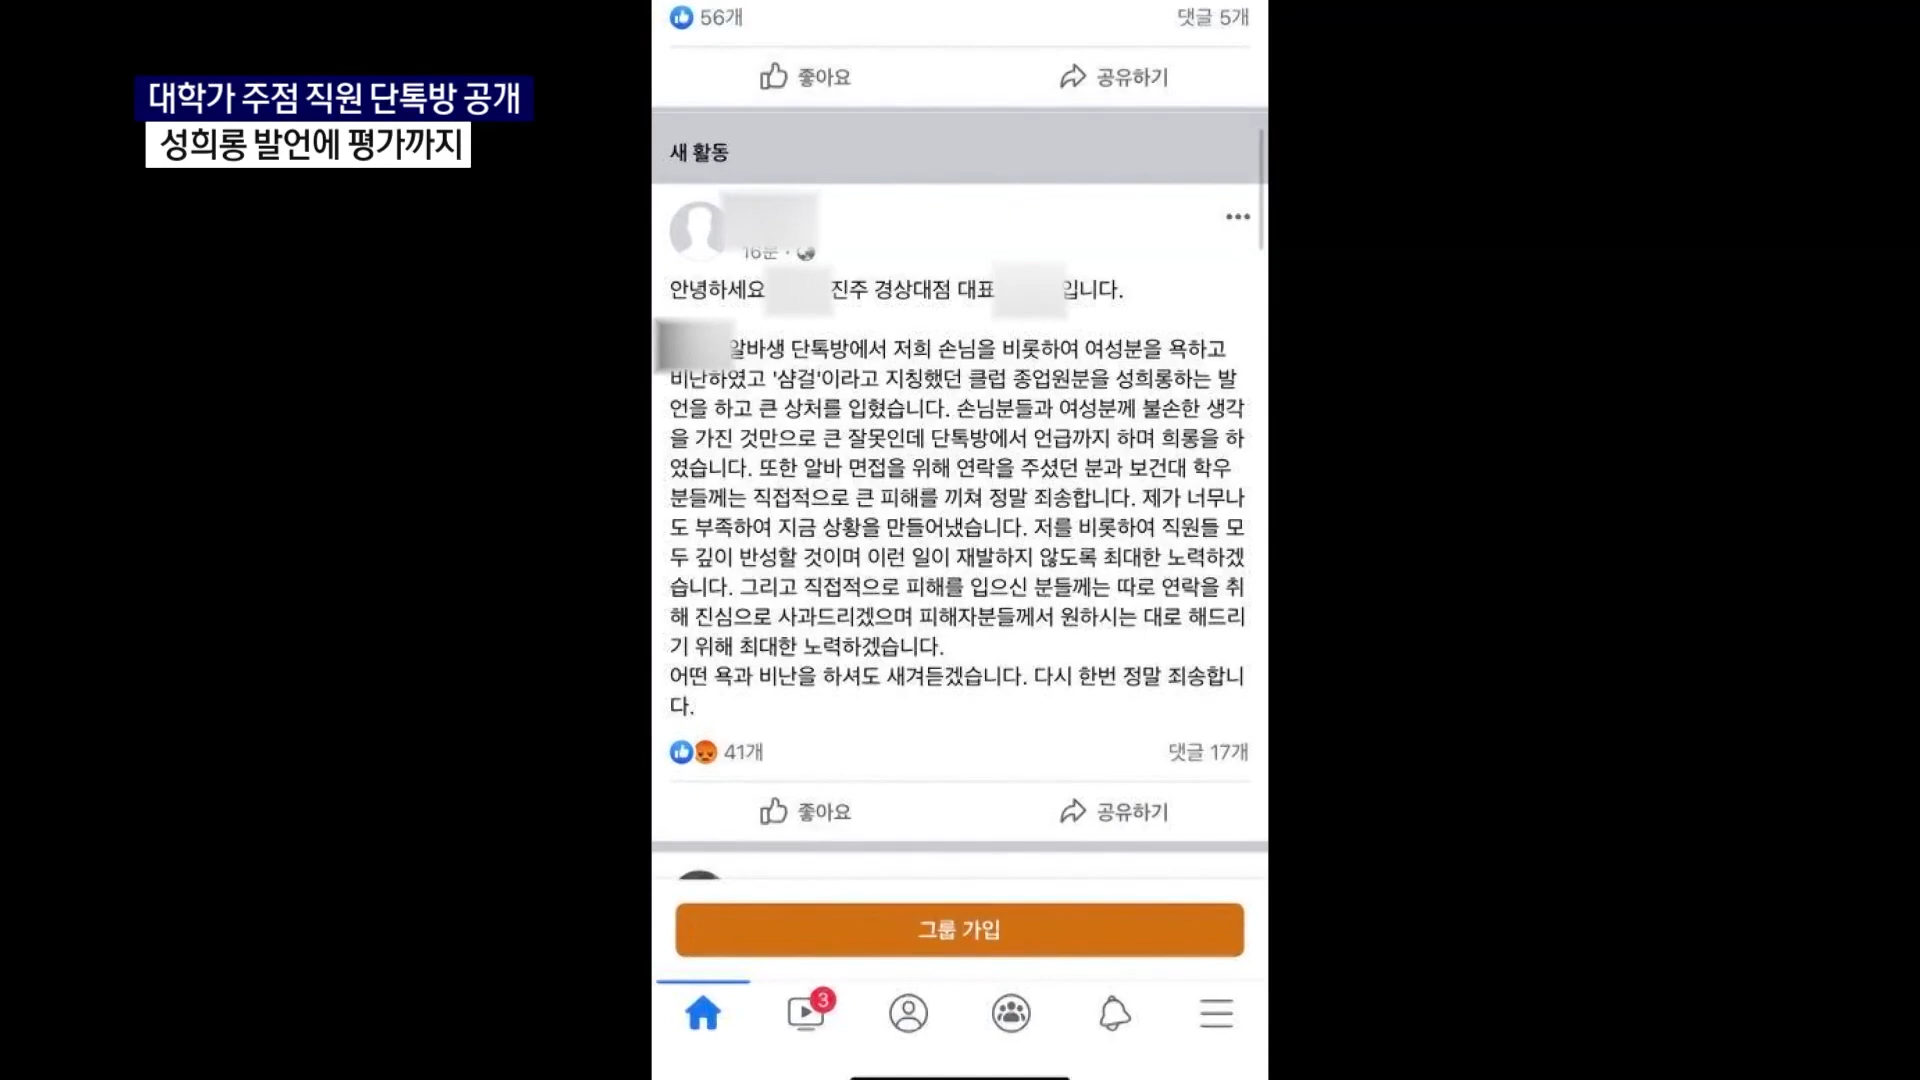 대학가 주점 직원 단톡방 공개
성희롱 발언에 평가까지
56개 댓글 5개
좋아요 공유하기
새 활동
16분 ·
안녕하세요 진주 경상대점 대표 입니다.
알바생 단톡방에서 저희 손님을 비롯하여 여성분을 욕하고
비난하였고 '샴걸'이라고 지칭했던 클럽 종업원분을 성희롱하는 발
언을 하고 큰 상처를 입혔습니다. 손님분들과 여성분께 불손한 생각
을 가진 것만으로 큰 잘못인데 단톡방에서 언급까지 하며 희롱을 하
였습니다. 또한 알바 면접을 위해 연락을 주셨던 분과 보건대 학우
분들께는 직접적으로 큰 피해를 끼쳐 정말 죄송합니다. 제가 너무나
도 부족하여 지금 상황을 만들어냈습니다. 저를 비롯하여 직원들 모
두 깊이 반성할 것이며 이런 일이 재발하지 않도록 최대한 노력하겠
습니다. 그리고 직접적으로 피해를 입으신 분들께는 따로 연락을 취
해 진심으로 사과드리겠으며 피해자분들께서 원하시는 대로 해드리
기 위해 최대한 노력하겠습니다.
어떤 욕과 비난을 하셔도 새겨듣겠습니다. 다시 한번 정말 죄송합니
다.
41개 댓글 17개
좋아요 공유하기
그룹 가입
3